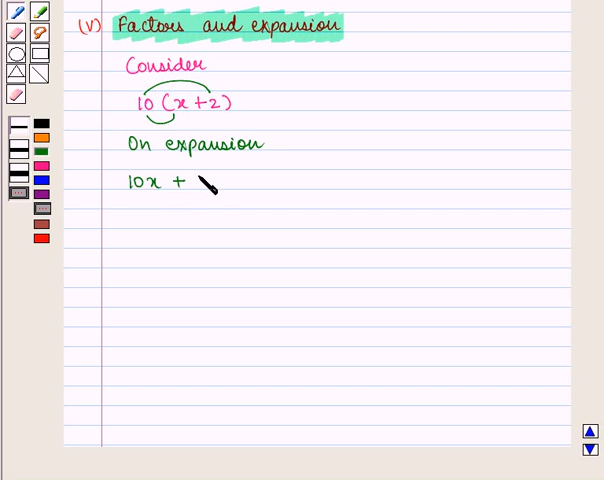 (v) Factors and expansion
Consider
10 (x + 2)
On expansion
10x +